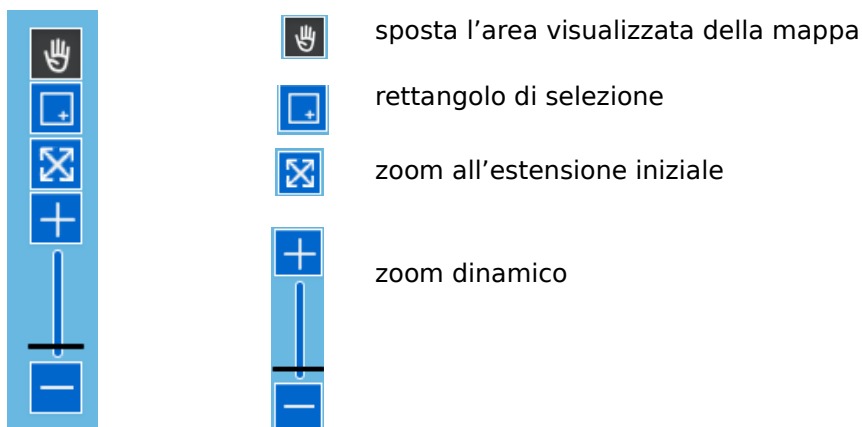 sposta l’area visualizzata della mappa
rettangolo di selezione
zoom all’estensione iniziale
zoom dinamico